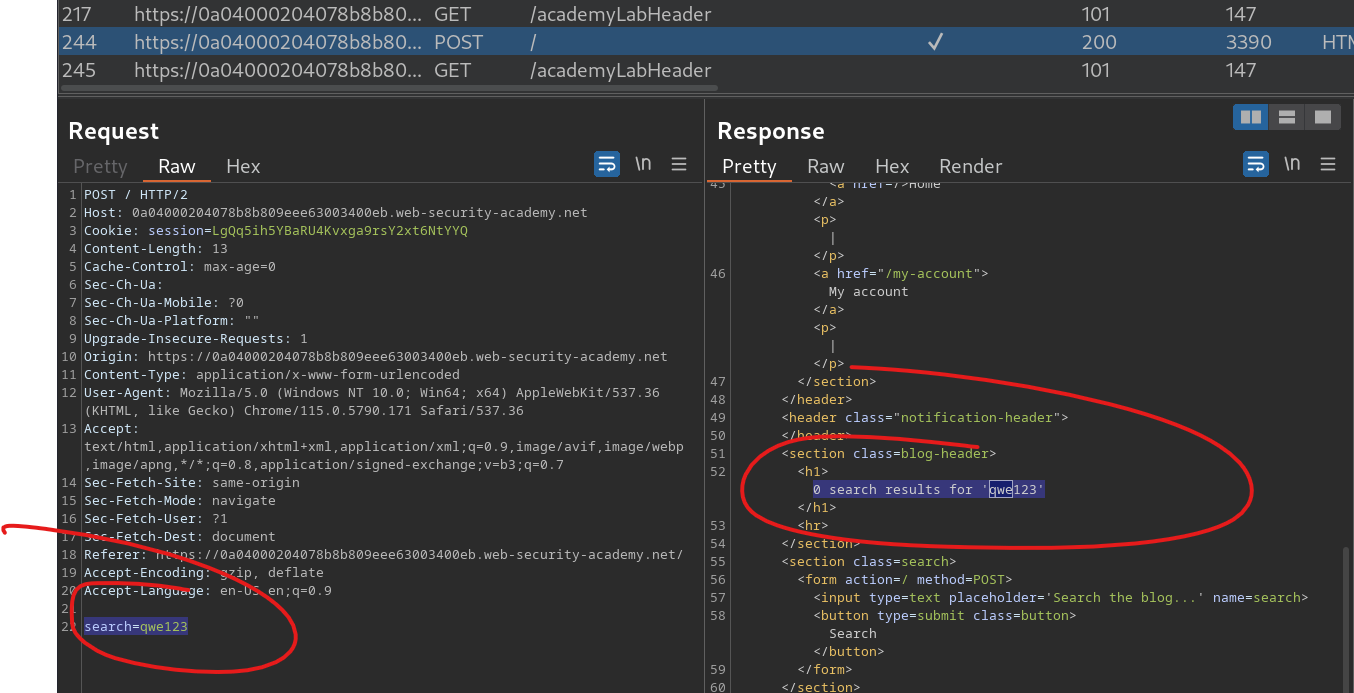 217 https://0a04000204078b8b80... GET /academyLabHeader 101 147
244 https://0a04000204078b8b80... POST / ✓ 200 3390 HTM
245 https://0a04000204078b8b80... GET /academyLabHeader 101 147
Request
Pretty Raw Hex \n
1 POST / HTTP/2
2 Host: 0a04000204078b8b809eee63003400eb.web-security-academy.net
3 Cookie: session=LgQq5ih5YBaRU4Kvxga9rsY2xt6NtYYQ
4 Content-Length: 13
5 Cache-Control: max-age=0
6 Sec-Ch-Ua:
7 Sec-Ch-Ua-Mobile: ?0
8 Sec-Ch-Ua-Platform: ""
9 Upgrade-Insecure-Requests: 1
10 Origin: https://0a04000204078b8b809eee63003400eb.web-security-academy.net
11 Content-Type: application/x-www-form-urlencoded
12 User-Agent: Mozilla/5.0 (Windows NT 10.0; Win64; x64) AppleWebKit/537.36
(KHTML, like Gecko) Chrome/115.0.5790.171 Safari/537.36
13 Accept:
text/html,application/xhtml+xml,application/xml;q=0.9,image/avif,image/webp
,image/apng,*/*;q=0.8,application/signed-exchange;v=b3;q=0.7
14 Sec-Fetch-Site: same-origin
15 Sec-Fetch-Mode: navigate
16 Sec-Fetch-User: ?1
17 Sec-Fetch-Dest: document
18 Referer: https://0a04000204078b8b809eee63003400eb.web-security-academy.net/
19 Accept-Encoding: gzip, deflate
20 Accept-Language: en-US,en;q=0.9
21
22 search=qwe123
Response
Pretty Raw Hex Render \n
45 <a href=/>Home
</a>
<p>
|
</p>
46 <a href="/my-account">
My account
</a>
<p>
|
</p>
47 </section>
48 </header>
49 <header class="notification-header">
50 </header>
51 <section class=blog-header>
52 <h1>
0 search results for 'qwe123'
</h1>
53 <hr>
54 </section>
55 <section class=search>
56 <form action=/ method=POST>
57 <input type=text placeholder='Search the blog...' name=search>
58 <button type=submit class=button>
Search
</button>
59 </form>
60 </section>